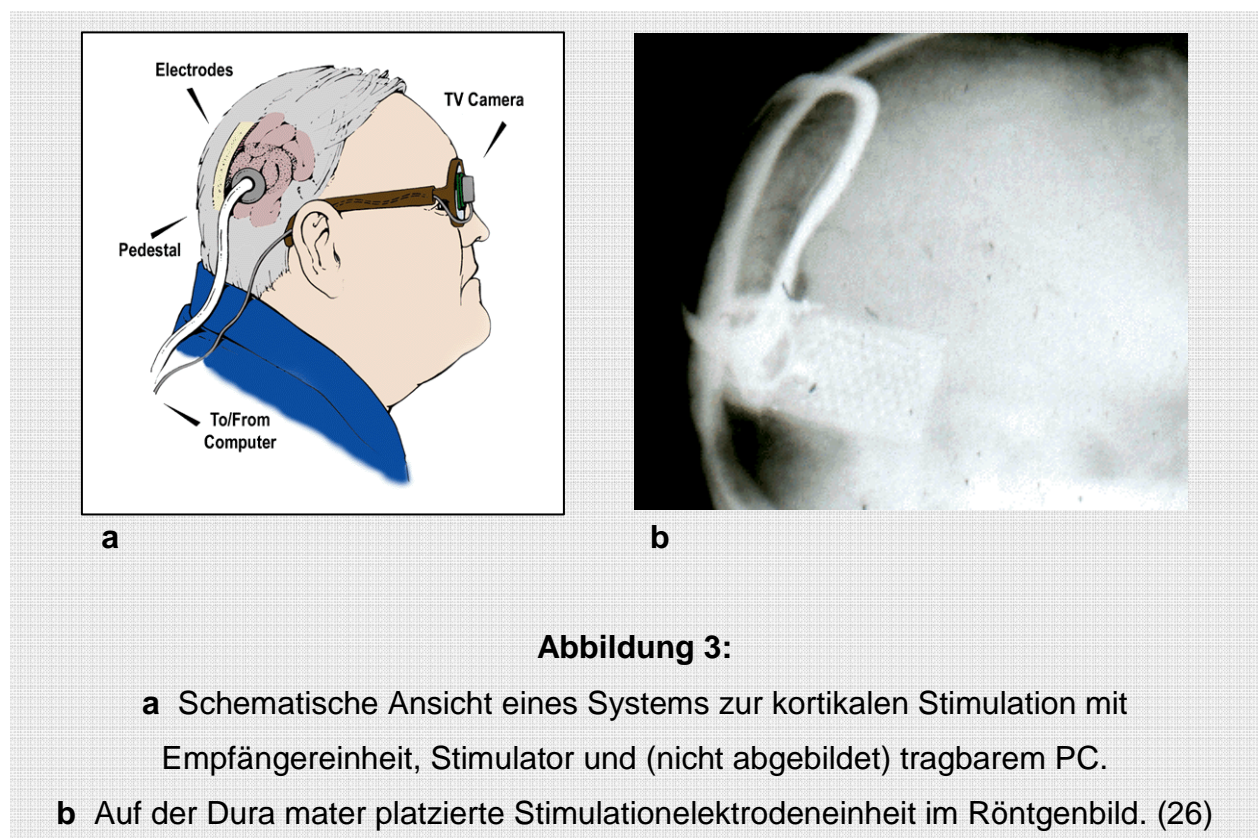 Electrodes
TV Camera
Pedestal
To/From
Computer
a
b
Abbildung 3:
a Schematische Ansicht eines Systems zur kortikalen Stimulation mit
Empfängereinheit, Stimulator und (nicht abgebildet) tragbarem PC.
b Auf der Dura mater platzierte Stimulationelektrodeneinheit im Röntgenbild. (26)